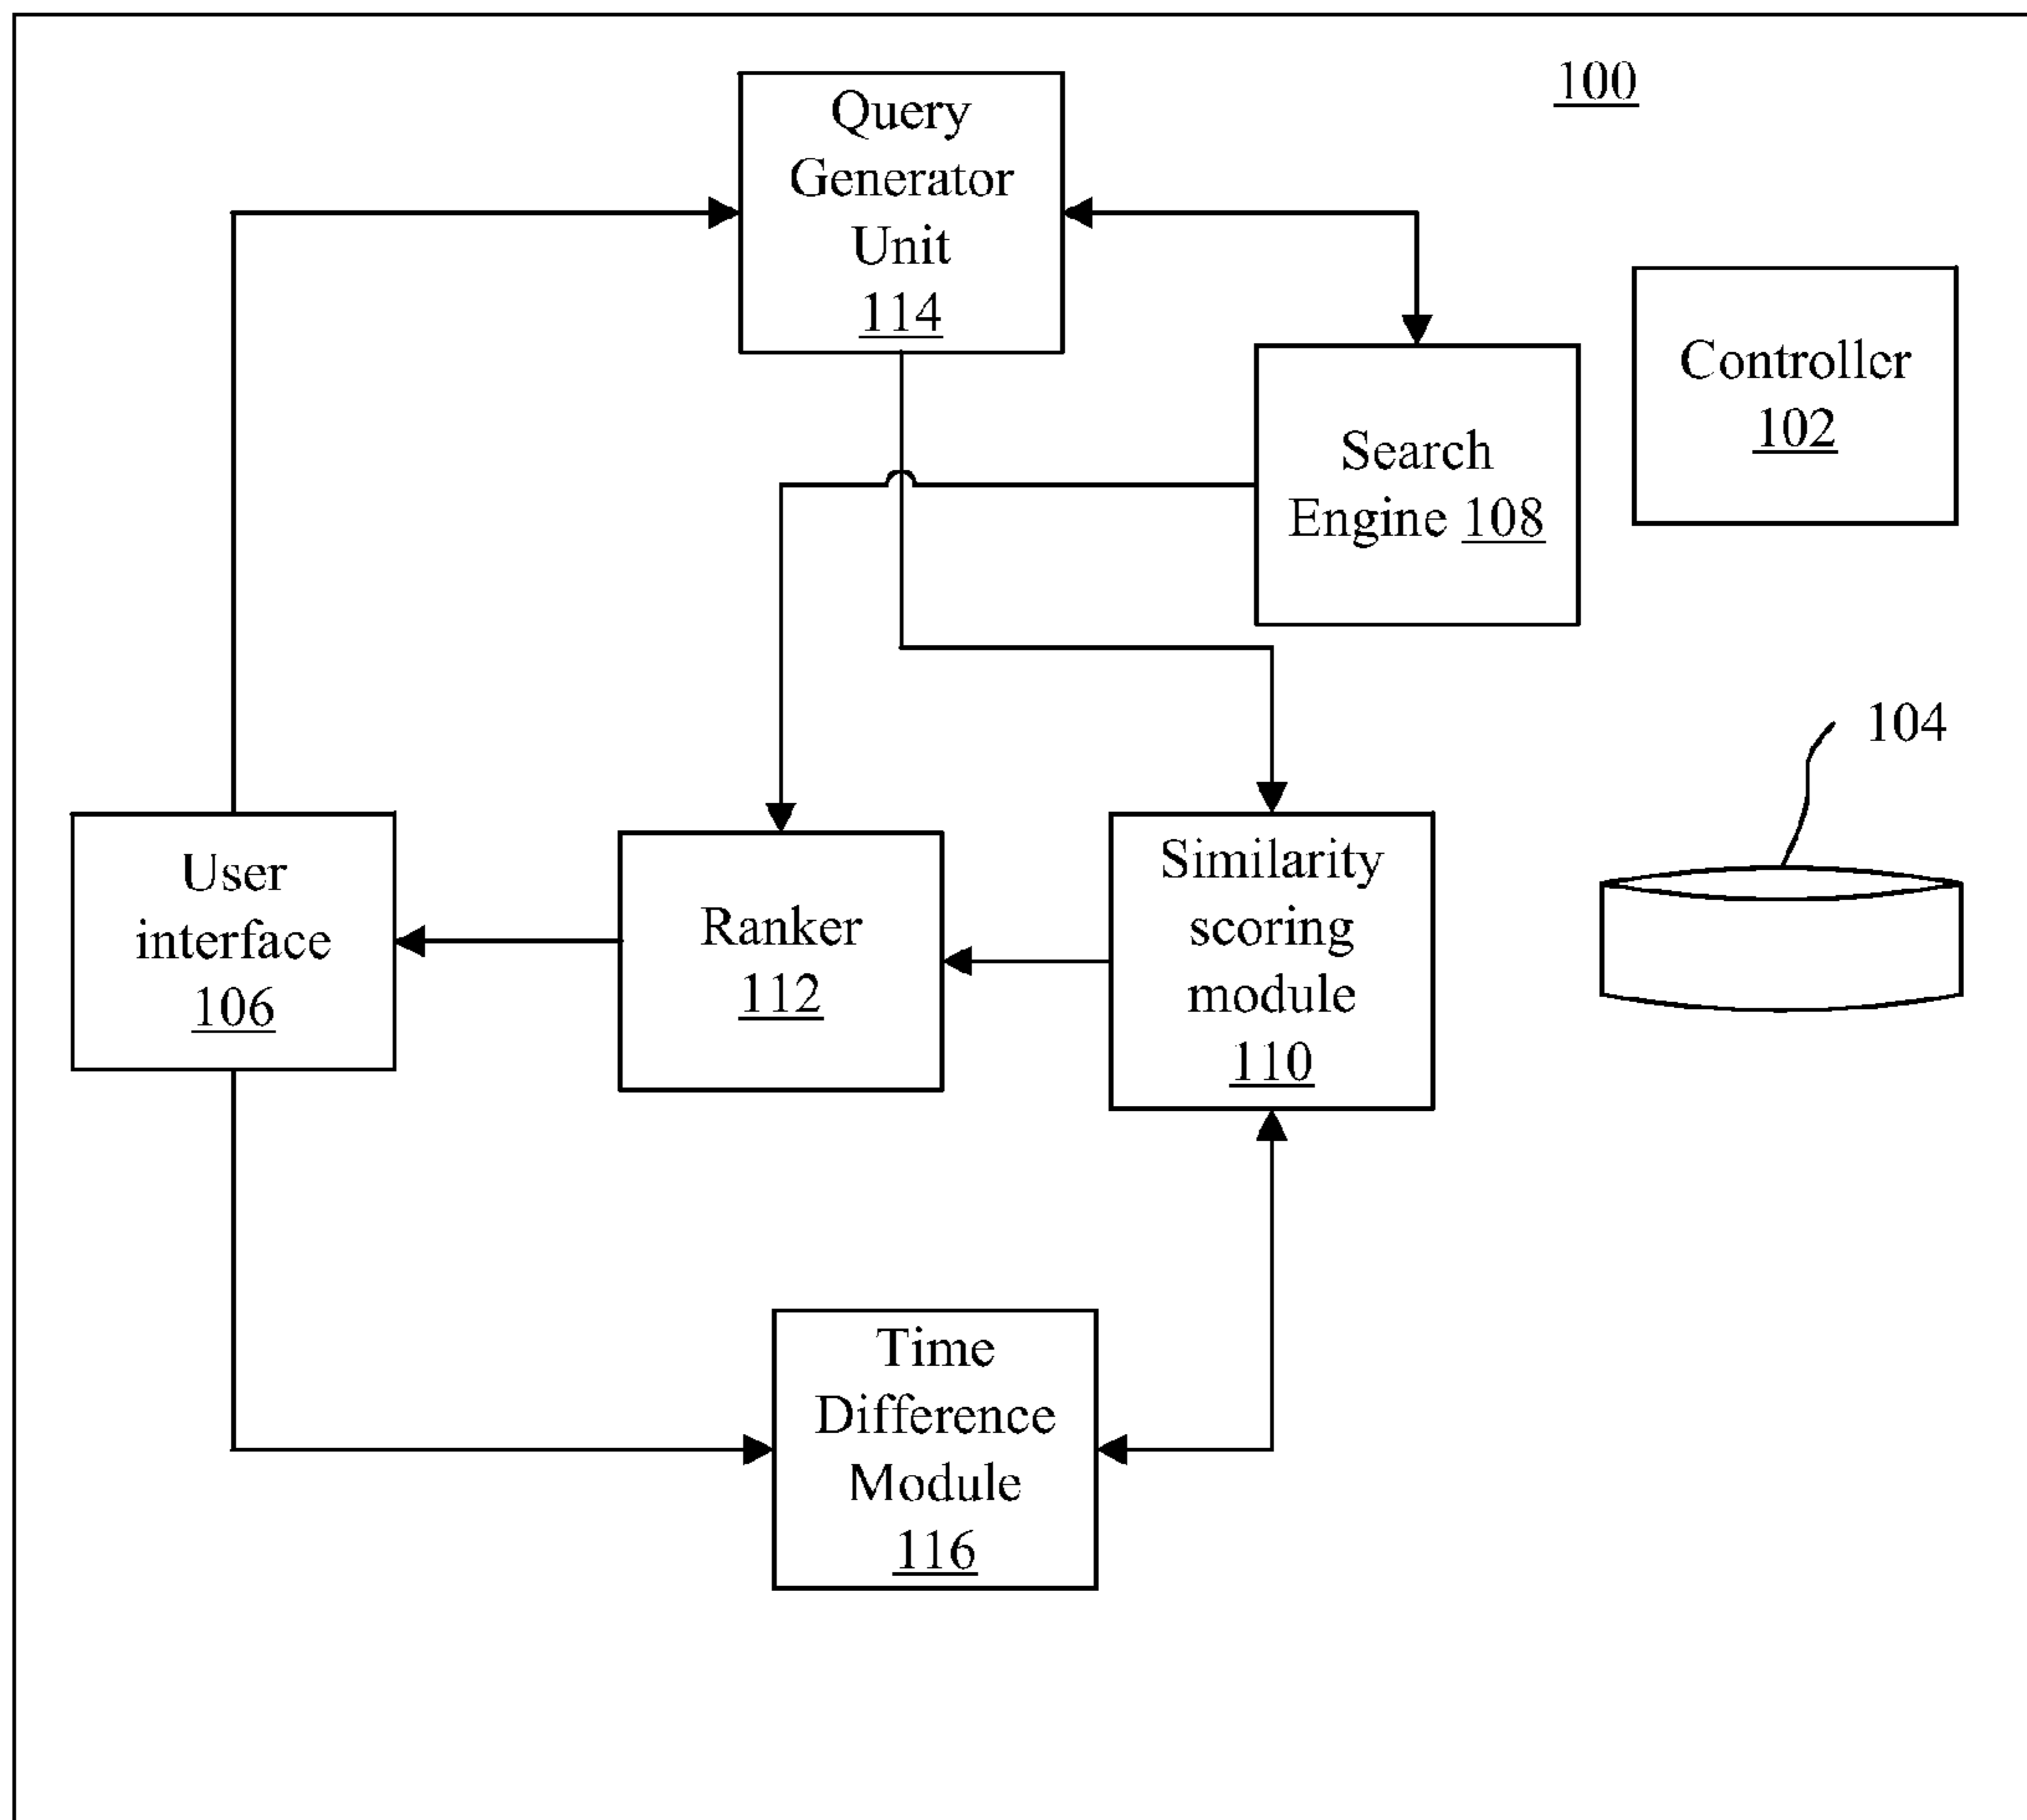 100
Query
Generator
Unit
114
Controller
102
Search
Engine 108
104
User
interface
106
Ranker
112
Similarity
scoring
module
110
Time
Difference
Module
116